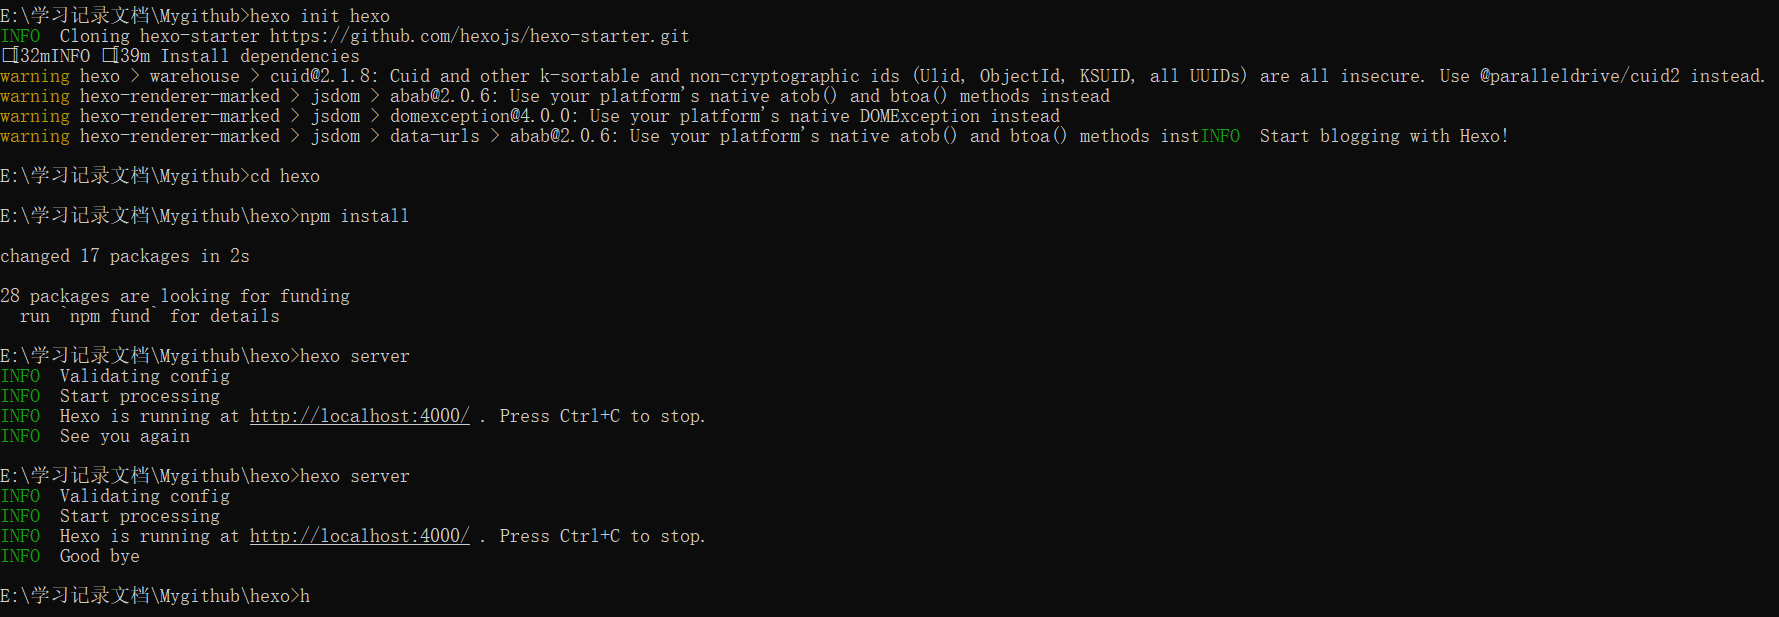 E:\学习记录文档\Mygithub>hexo init hexo
INFO  Cloning hexo-starter https://github.com/hexojs/hexo-starter.git
[32mINFO [39m Install dependencies
warning hexo > warehouse > cuid@2.1.8: Cuid and other k-sortable and non-cryptographic ids (Ulid, ObjectId, KSUID, all UUIDs) are all insecure. Use @paralleldrive/cuid2 instead.
warning hexo-renderer-marked > jsdom > abab@2.0.6: Use your platform's native atob() and btoa() methods instead
warning hexo-renderer-marked > jsdom > domexception@4.0.0: Use your platform's native DOMException instead
warning hexo-renderer-marked > jsdom > data-urls > abab@2.0.6: Use your platform's native atob() and btoa() methods instINFO  Start blogging with Hexo!
E:\学习记录文档\Mygithub>cd hexo
E:\学习记录文档\Mygithub\hexo>npm install
changed 17 packages in 2s
28 packages are looking for funding
  run `npm fund` for details
E:\学习记录文档\Mygithub\hexo>hexo server
INFO  Validating config
INFO  Start processing
INFO  Hexo is running at http://localhost:4000/ . Press Ctrl+C to stop.
INFO  See you again
E:\学习记录文档\Mygithub\hexo>hexo server
INFO  Validating config
INFO  Start processing
INFO  Hexo is running at http://localhost:4000/ . Press Ctrl+C to stop.
INFO  Good bye
E:\学习记录文档\Mygithub\hexo>h